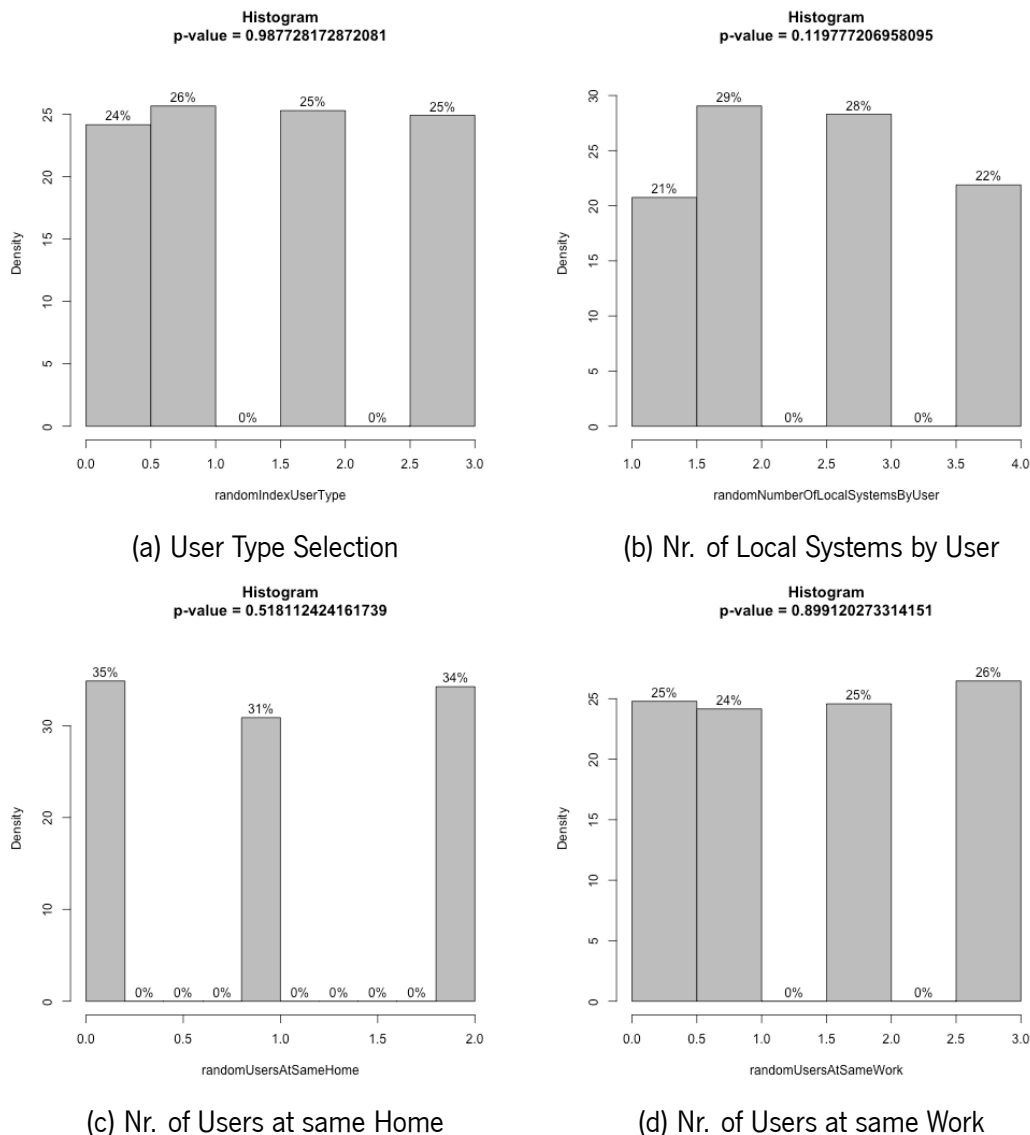 Histogram
p-value = 0.987728172872081
24%
26%
25%
25%
0%
0%
Density
0
5
10
15
20
25
0.0 0.5 1.0 1.5 2.0 2.5 3.0
randomIndexUserType
(a) User Type Selection
Histogram
p-value = 0.119777206958095
21%
29%
28%
22%
0%
0%
Density
0
5
10
15
20
25
30
1.0 1.5 2.0 2.5 3.0 3.5 4.0
randomNumberOfLocalSystemsByUser
(b) Nr. of Local Systems by User
Histogram
p-value = 0.518112424161739
35%
31%
34%
0% 0% 0% 0% 0% 0% 0%
Density
0
10
20
30
0.0 0.5 1.0 1.5 2.0
randomUsersAtSameHome
(c) Nr. of Users at same Home
Histogram
p-value = 0.899120273314151
25%
24%
25%
26%
0%
0%
Density
0
5
10
15
20
25
0.0 0.5 1.0 1.5 2.0 2.5 3.0
randomUsersAtSameWork
(d) Nr. of Users at same Work